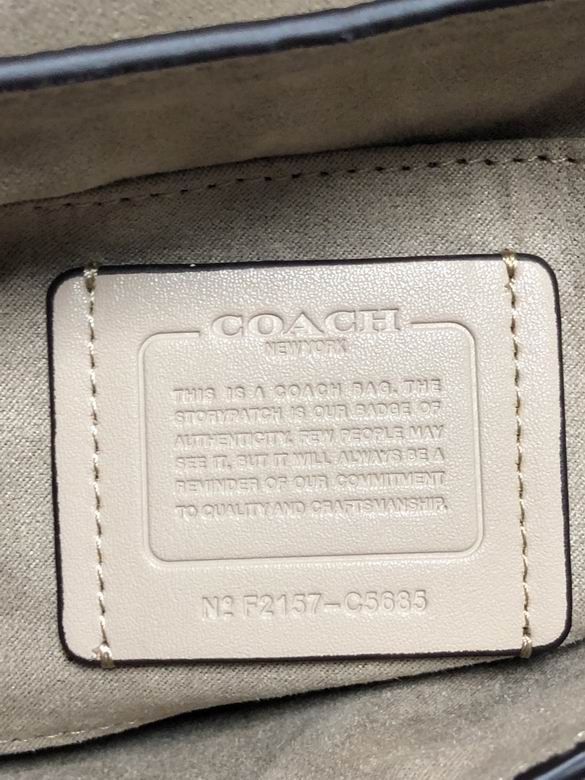 COACH
NEW YORK
THIS IS A COACH BAG. THE
STORYPATCH IS OUR BADGE OF
AUTHENTICITY. FEW PEOPLE MAY
SEE IT, BUT IT WILL ALWAYS BE A
REMINDER OF OUR COMMITMENT
TO QUALITY AND CRAFTSMANSHIP.
Nº F2157-C5685